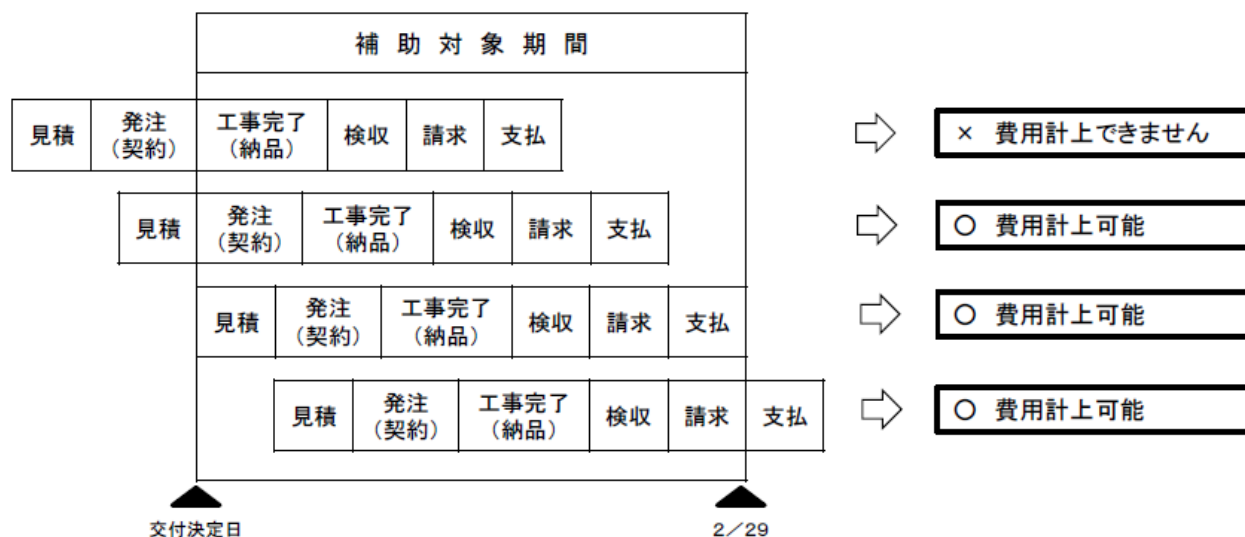 補助対象期間
見積 発注(契約) 工事完了(納品) 検収 請求 支払 × 費用計上できません
見積 発注(契約) 工事完了(納品) 検収 請求 支払 〇 費用計上可能
見積 発注(契約) 工事完了(納品) 検収 請求 支払 〇 費用計上可能
見積 発注(契約) 工事完了(納品) 検収 請求 支払 〇 費用計上可能
交付決定日 2/29